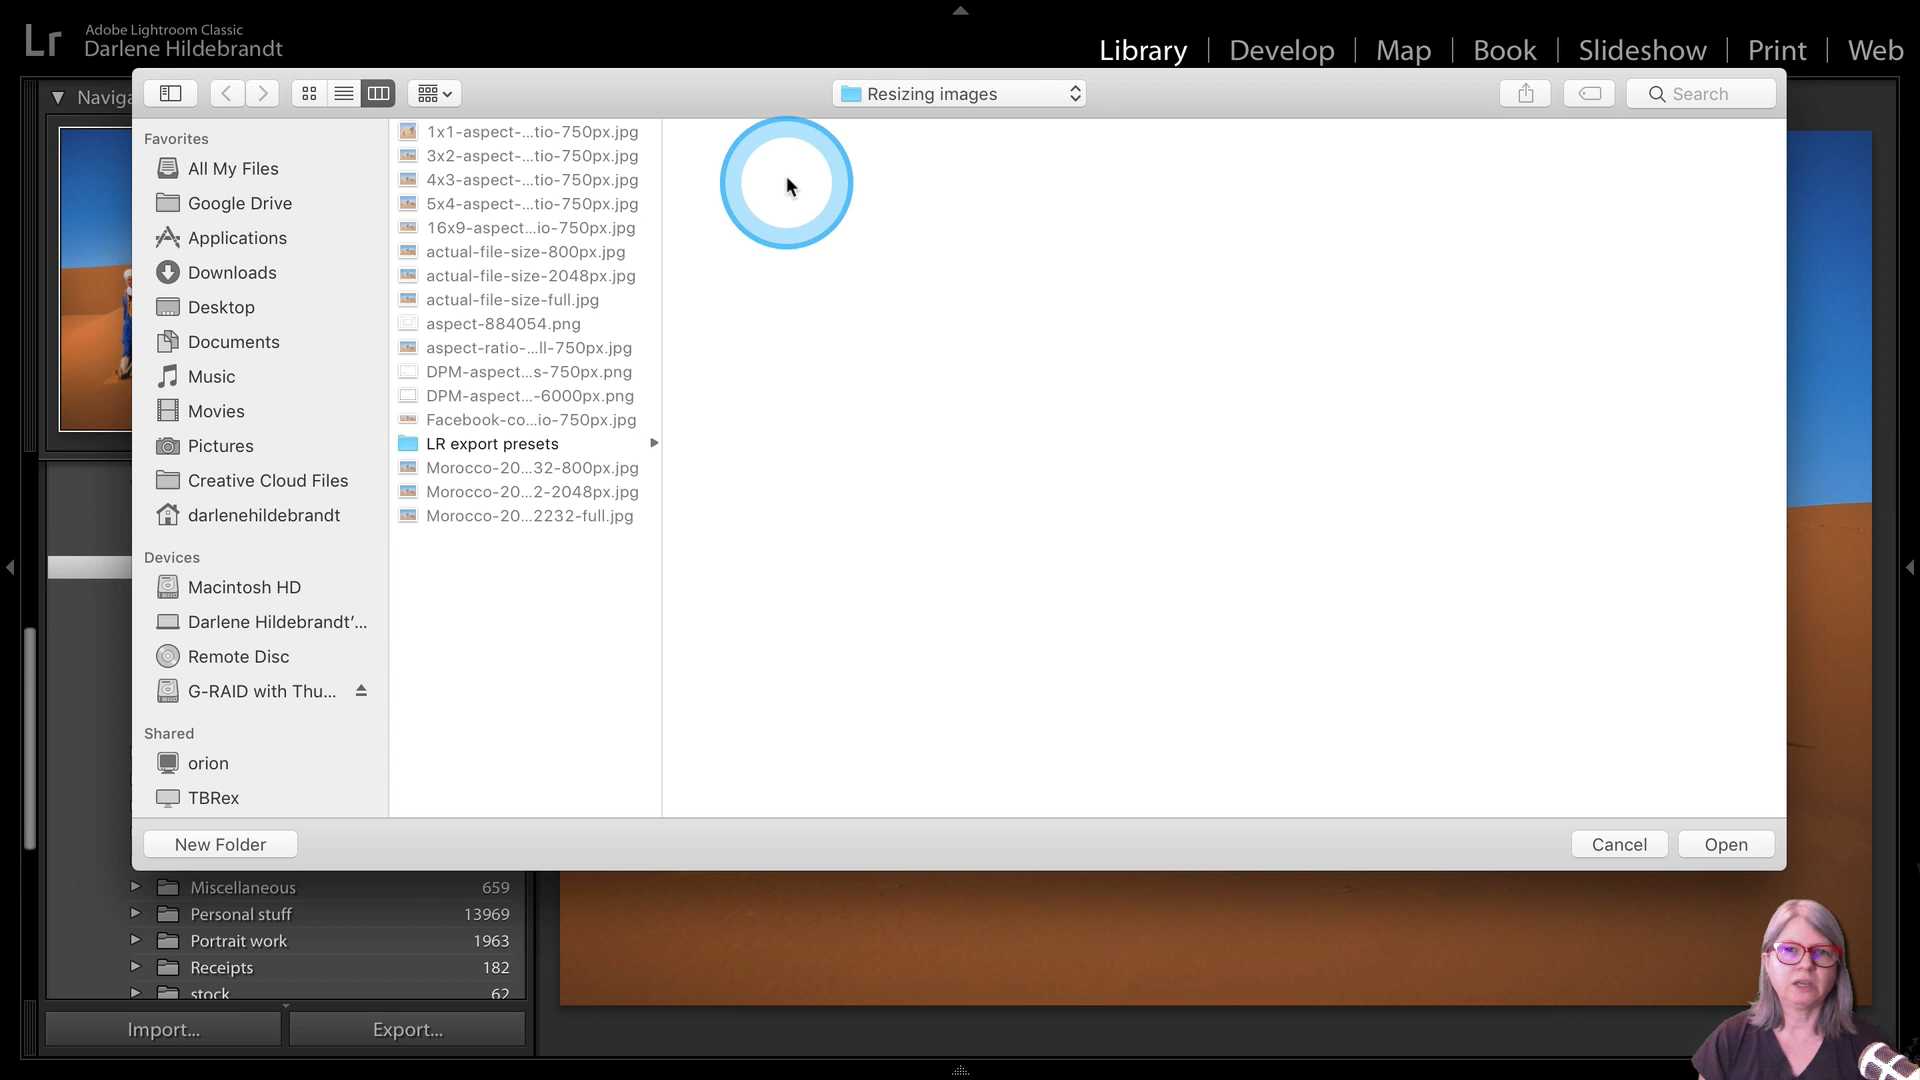 Lr
Adobe Lightroom Classic
Darlene Hildebrandt
Library | Develop | Map | Book | Slideshow | Print | Web
Naviga
Resizing images
Search
Favorites
All My Files
Google Drive
Applications
Downloads
Desktop
Documents
Music
Movies
Pictures
Creative Cloud Files
darlenehildebrandt
Devices
Macintosh HD
Darlene Hildebrandt’...
Remote Disc
G-RAID with Thu...
Shared
orion
TBRex
1x1-aspect-...tio-750px.jpg
3x2-aspect-...tio-750px.jpg
4x3-aspect-...tio-750px.jpg
5x4-aspect-...tio-750px.jpg
16x9-aspect...io-750px.jpg
actual-file-size-800px.jpg
actual-file-size-2048px.jpg
actual-file-size-full.jpg
aspect-884054.png
aspect-ratio-...ll-750px.jpg
DPM-aspect...s-750px.png
DPM-aspect...-6000px.png
Facebook-co...io-750px.jpg
LR export presets
Morocco-20...32-800px.jpg
Morocco-20...2-2048px.jpg
Morocco-20...2232-full.jpg
New Folder
Cancel
Open
Miscellaneous 659
Personal stuff 13969
Portrait work 1963
Receipts 182
stock 62
Import...
Export...